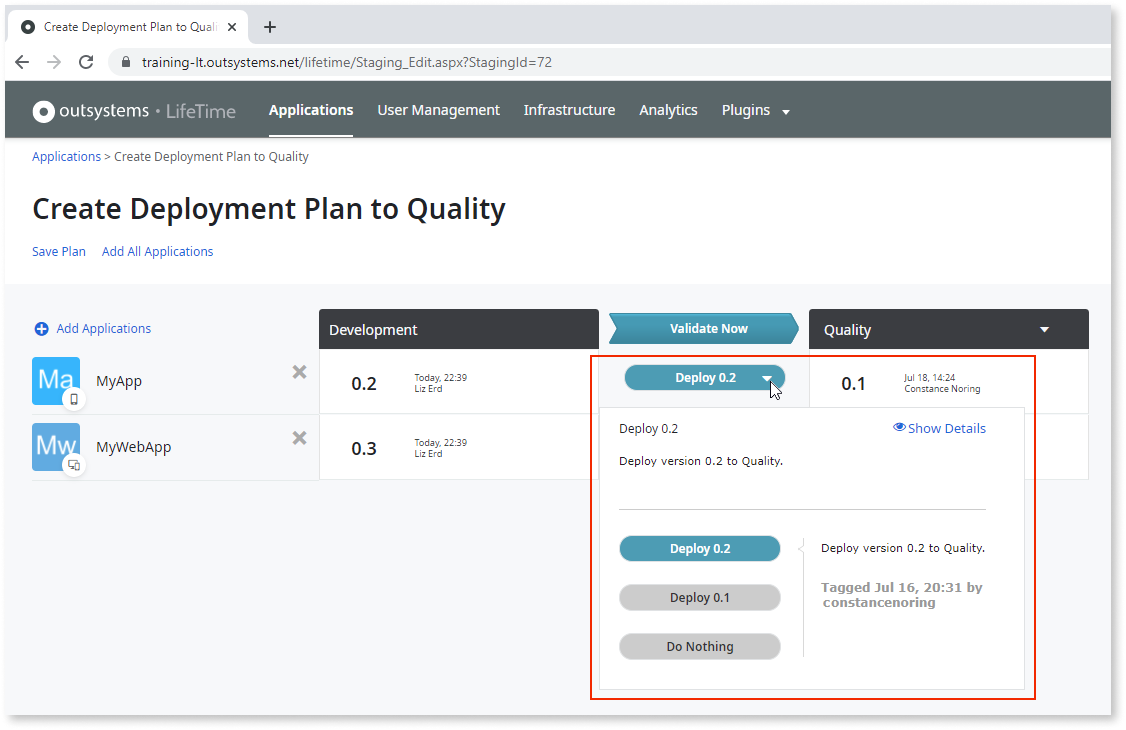 Create Deployment Plan to Quali
training-lt.outsystems.net/lifetime/Staging_Edit.aspx?StagingId=72
outsystems · LifeTime Applications User Management Infrastructure Analytics Plugins
Applications > Create Deployment Plan to Quality
Create Deployment Plan to Quality
Save Plan Add All Applications
Add Applications Development Validate Now Quality
Ma MyApp 0.2 Today, 22:39 Liz Erd Deploy 0.2 0.1 Jul 18, 14:24 Constance Noring
Mw MyWebApp 0.3 Today, 22:39 Liz Erd
Deploy 0.2 Show Details
Deploy version 0.2 to Quality.
Deploy 0.2 Deploy version 0.2 to Quality.
Tagged Jul 16, 20:31 by
constancenoring
Deploy 0.1
Do Nothing